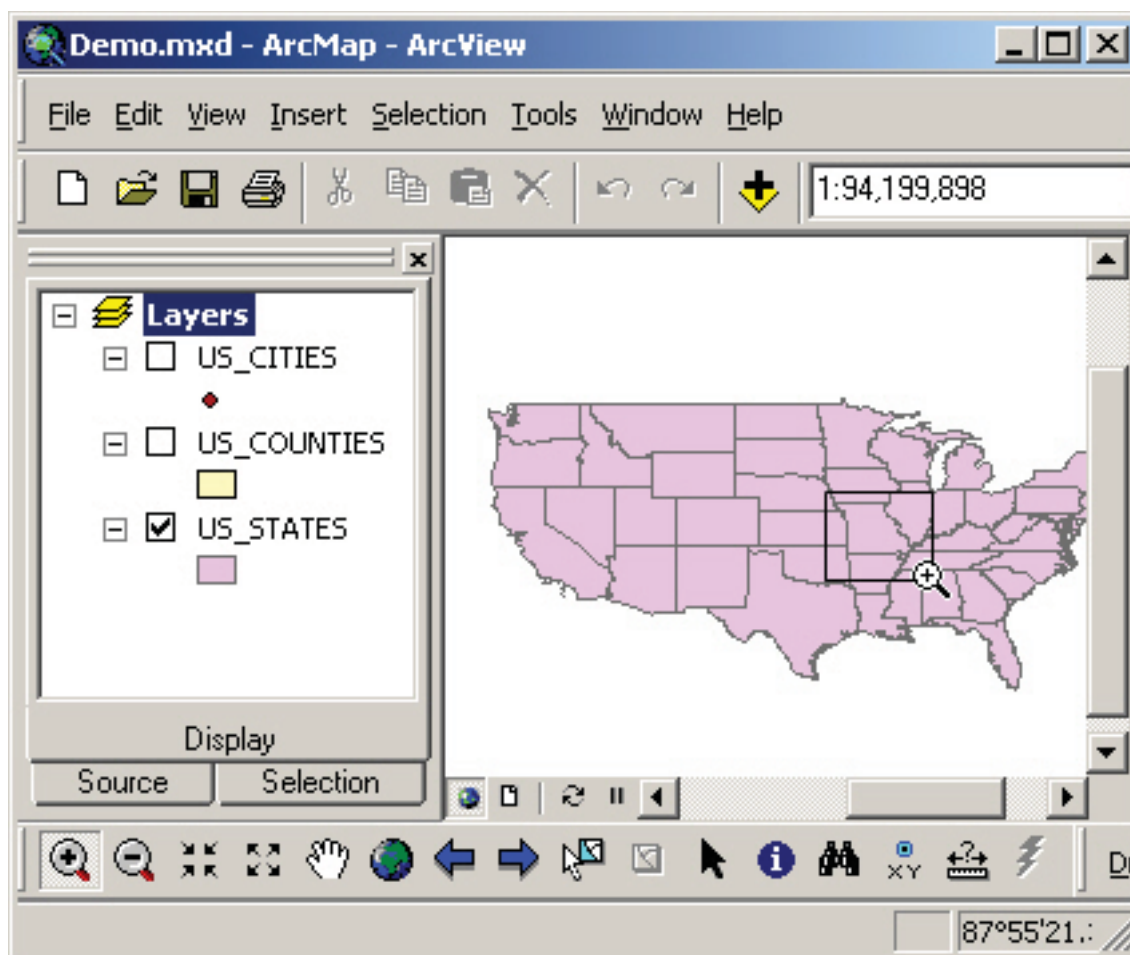 Demo.mxd - ArcMap - ArcView
File Edit View Insert Selection Tools Window Help
1:94,199,898
Layers
US_CITIES
US_COUNTIES
US_STATES
Display
Source Selection
XY
87°55'21.